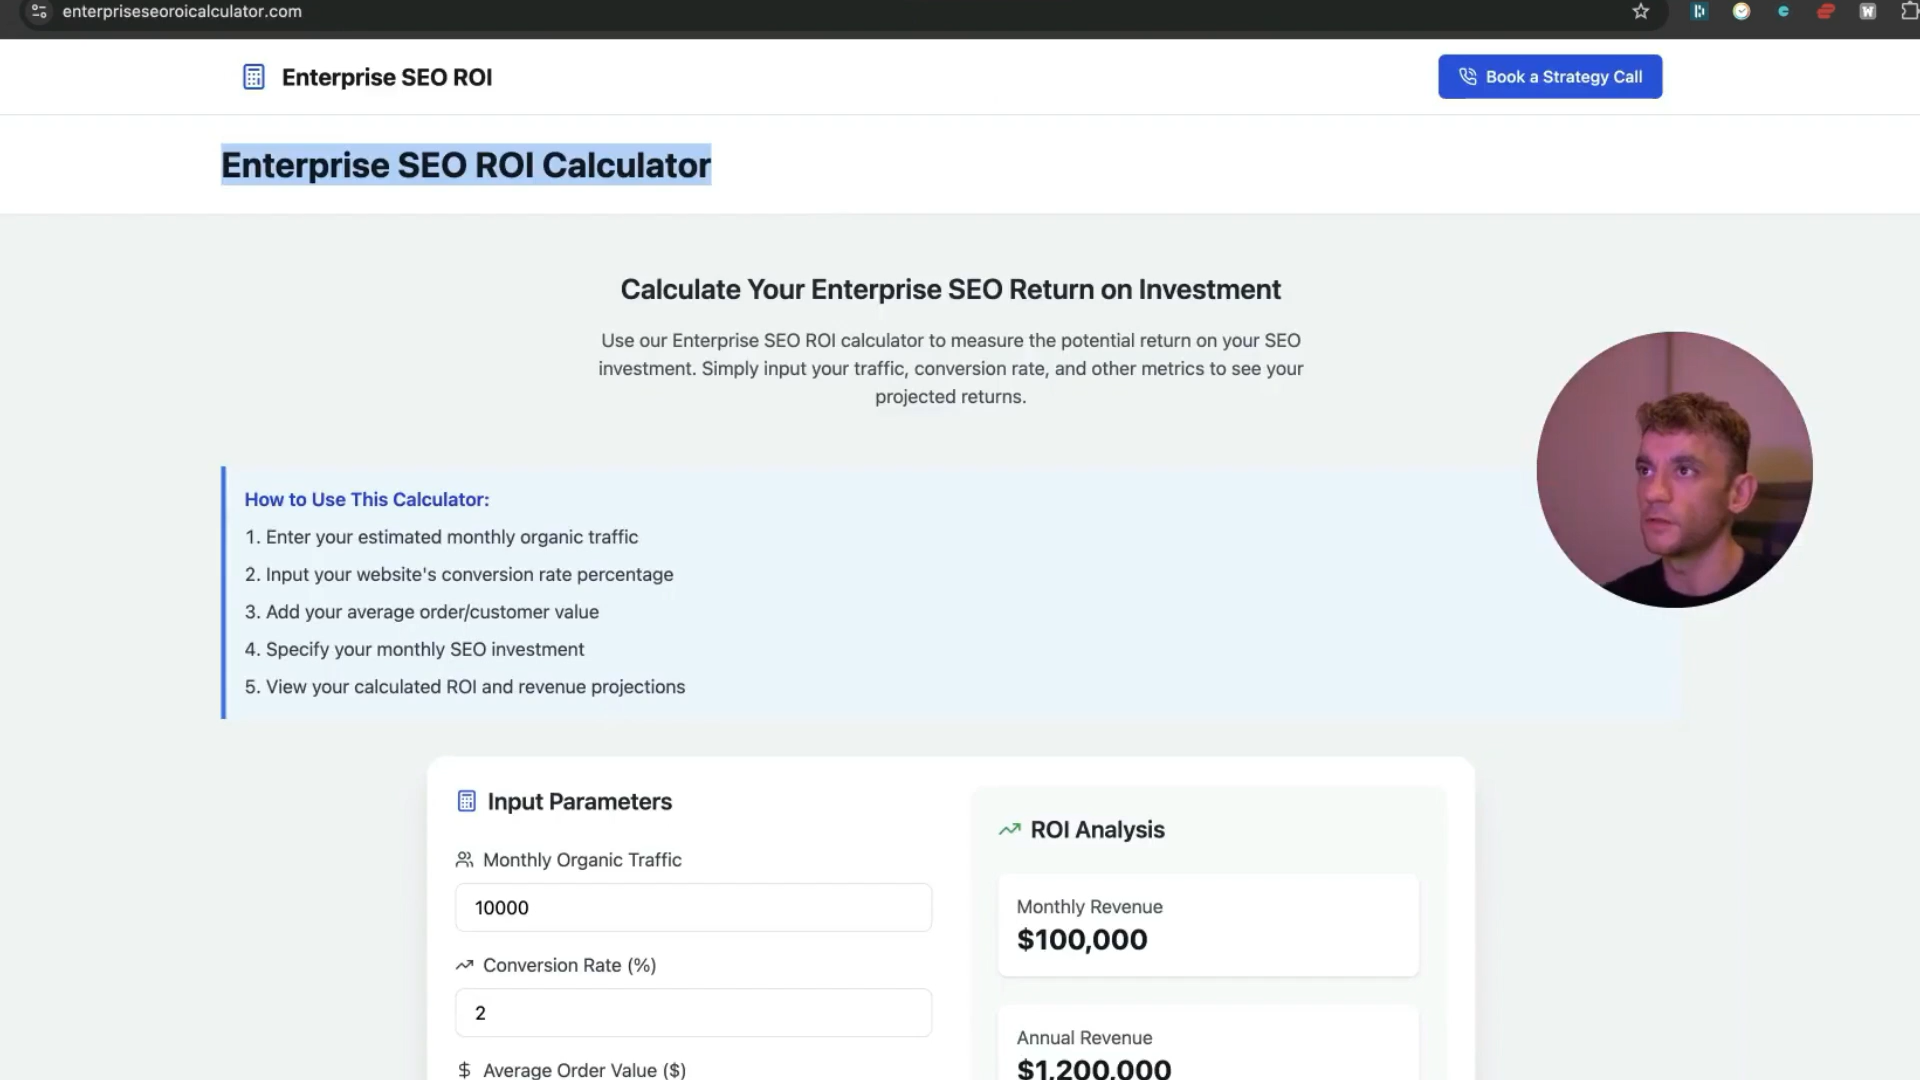 enterpriseseoroicalculator.com
Enterprise SEO ROI
Book a Strategy Call
Enterprise SEO ROI Calculator
Calculate Your Enterprise SEO Return on Investment
Use our Enterprise SEO ROI calculator to measure the potential return on your SEO
investment. Simply input your traffic, conversion rate, and other metrics to see your
projected returns.
How to Use This Calculator:
1. Enter your estimated monthly organic traffic
2. Input your website's conversion rate percentage
3. Add your average order/customer value
4. Specify your monthly SEO investment
5. View your calculated ROI and revenue projections
Input Parameters
Monthly Organic Traffic
10000
Conversion Rate (%)
2
$ Average Order Value ($)
ROI Analysis
Monthly Revenue
$100,000
Annual Revenue
$1,200,000